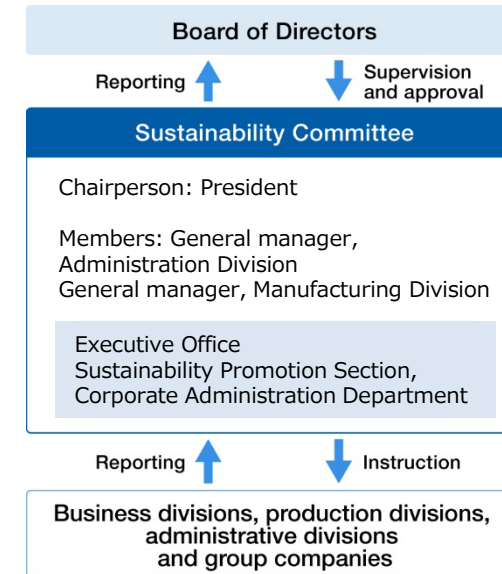 Board of Directors
Reporting
Supervision
and approval
Sustainability Committee
Chairperson: President
Members: General manager,
Administration Division
General manager, Manufacturing Division
Executive Office
Sustainability Promotion Section,
Corporate Administration Department
Reporting
Instruction
Business divisions, production divisions,
administrative divisions
and group companies